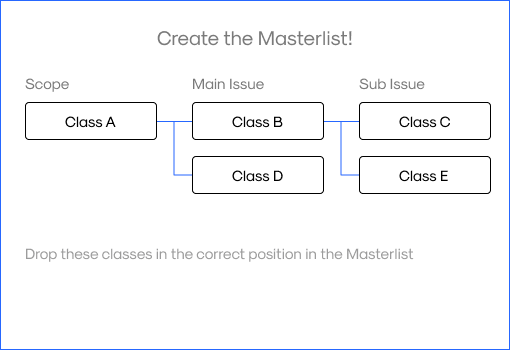 Create the Masterlist!
Scope
Main Issue
Sub Issue
Class A
Class B
Class C
Class D
Class E
Drop these classes in the correct position in the Masterlist